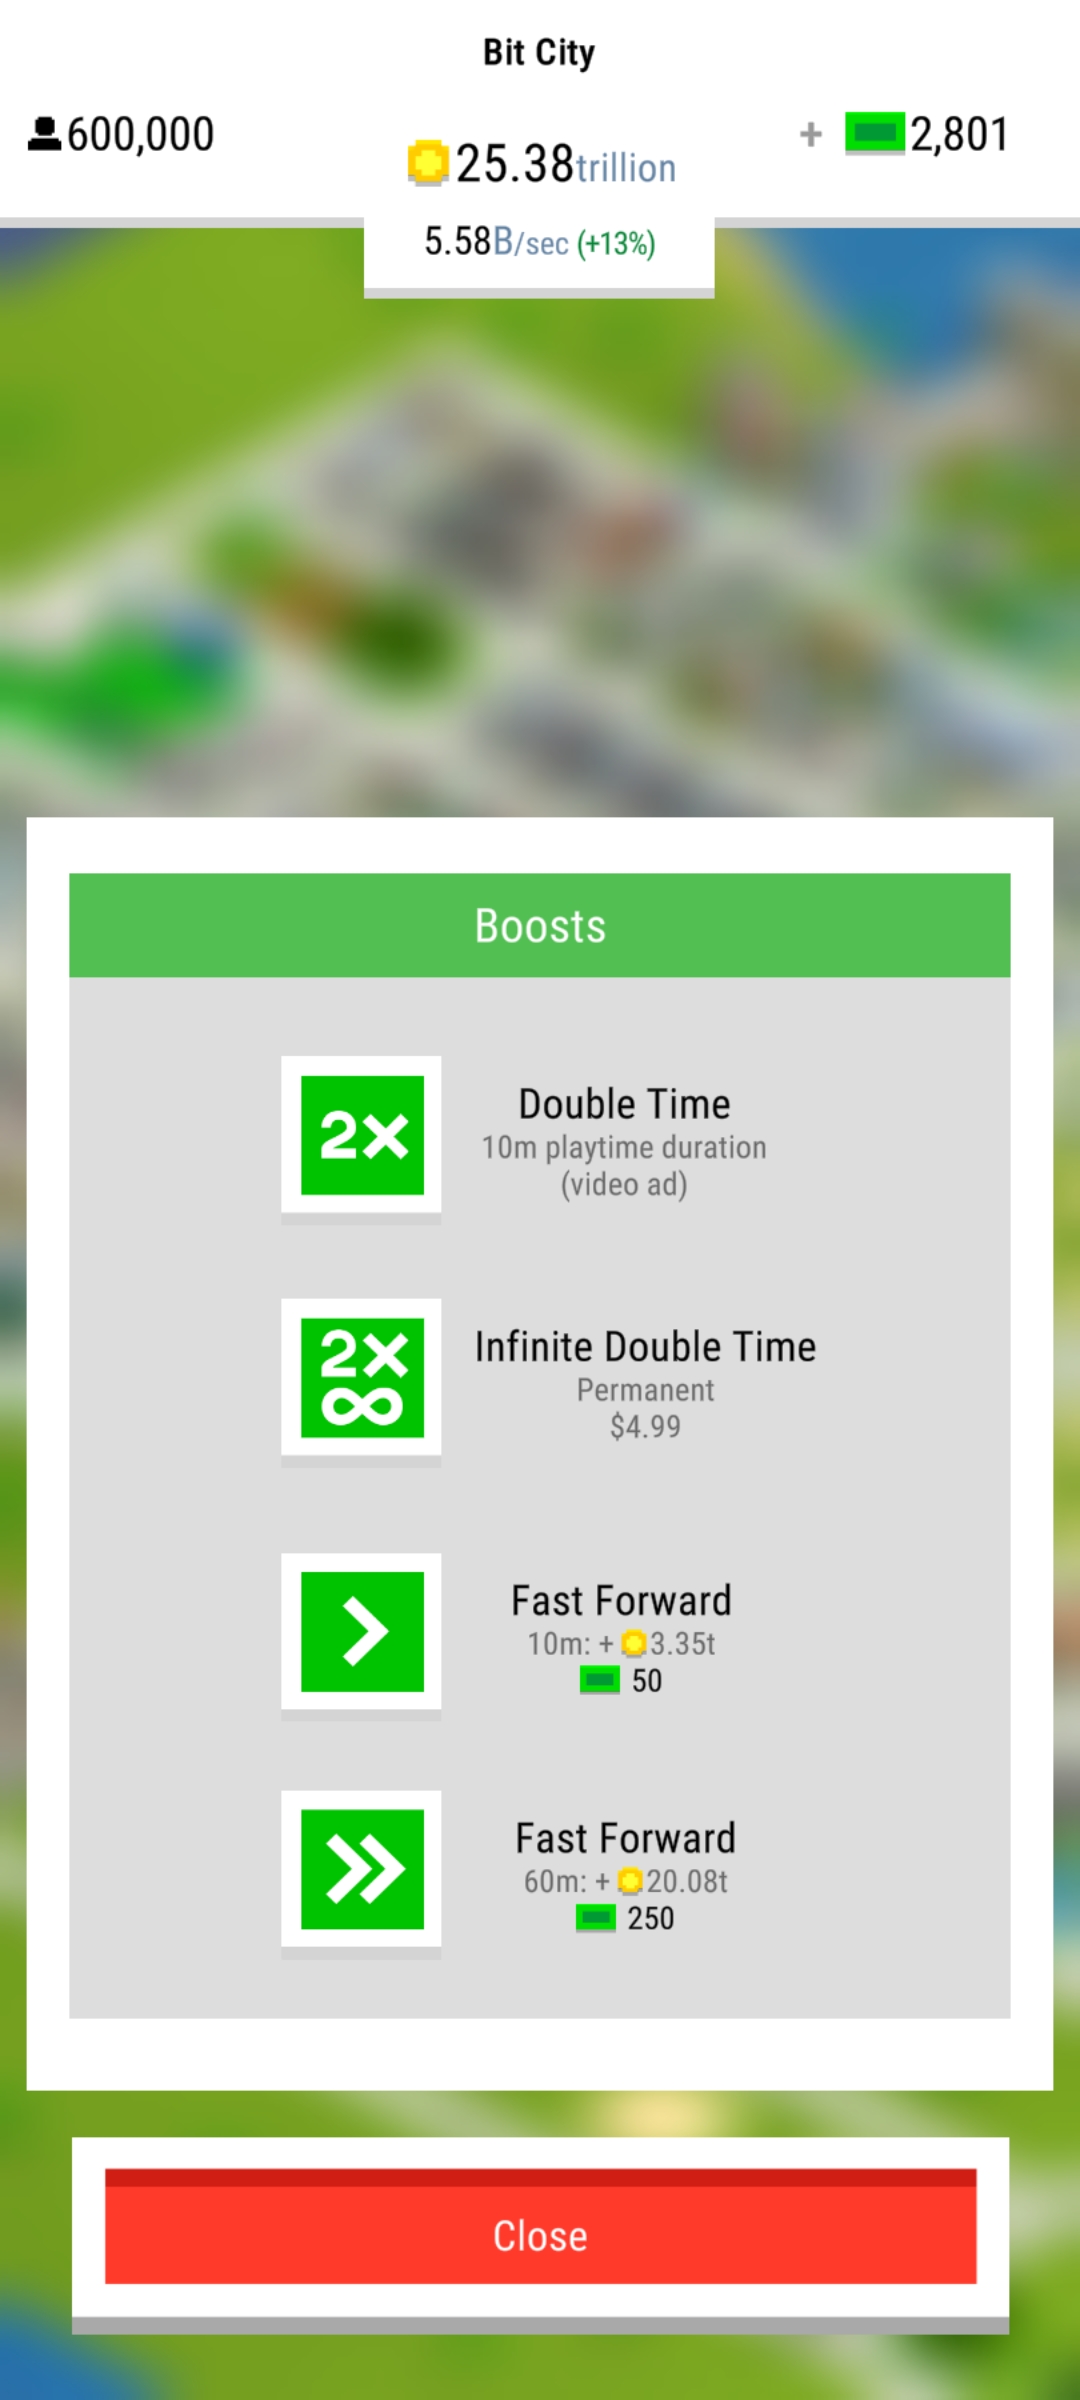 Bit City
600,000
25.38trillion
+ 2,801
5.58B/sec (+13%)
Boosts
2×
Double Time
10m playtime duration
(video ad)
2×
∞
Infinite Double Time
Permanent
$4.99
Fast Forward
10m: + 3.35t
50
Fast Forward
60m: + 20.08t
250
Close